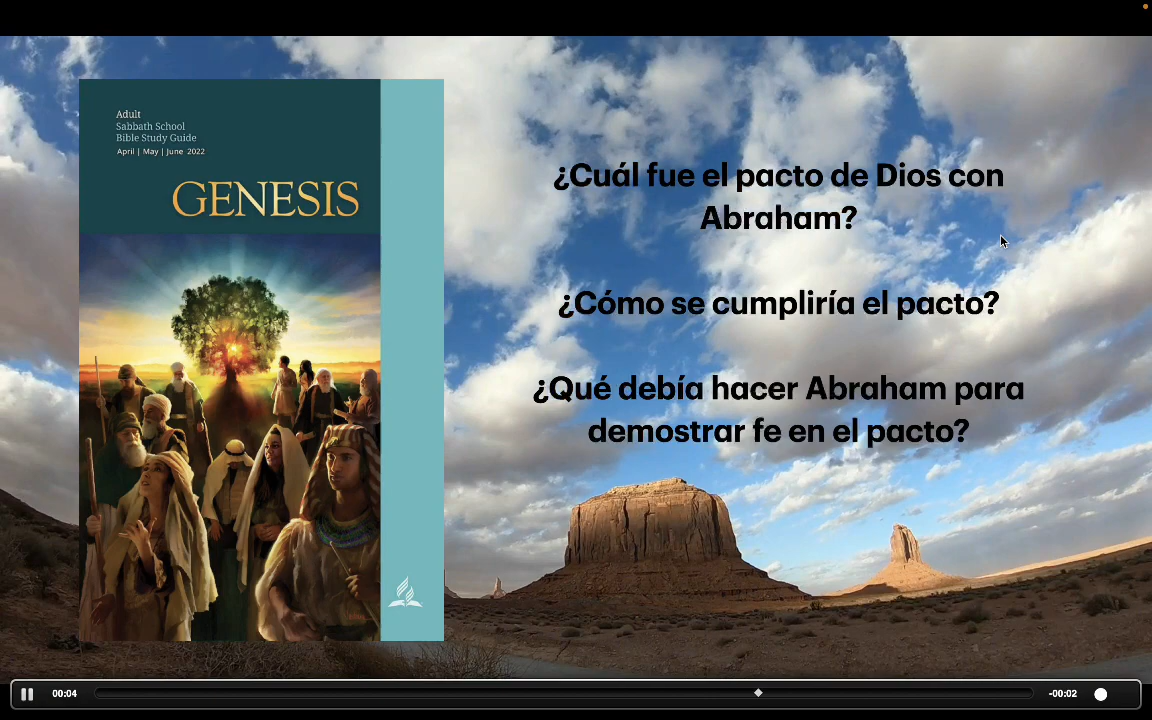 Adult
Sabbath School
Bible Study Guide
April | May | June 2022
GENESIS
¿Cuál fue el pacto de Dios con
Abraham?
¿Cómo se cumpliría el pacto?
¿Qué debía hacer Abraham para
demostrar fe en el pacto?
00:04
-00:02